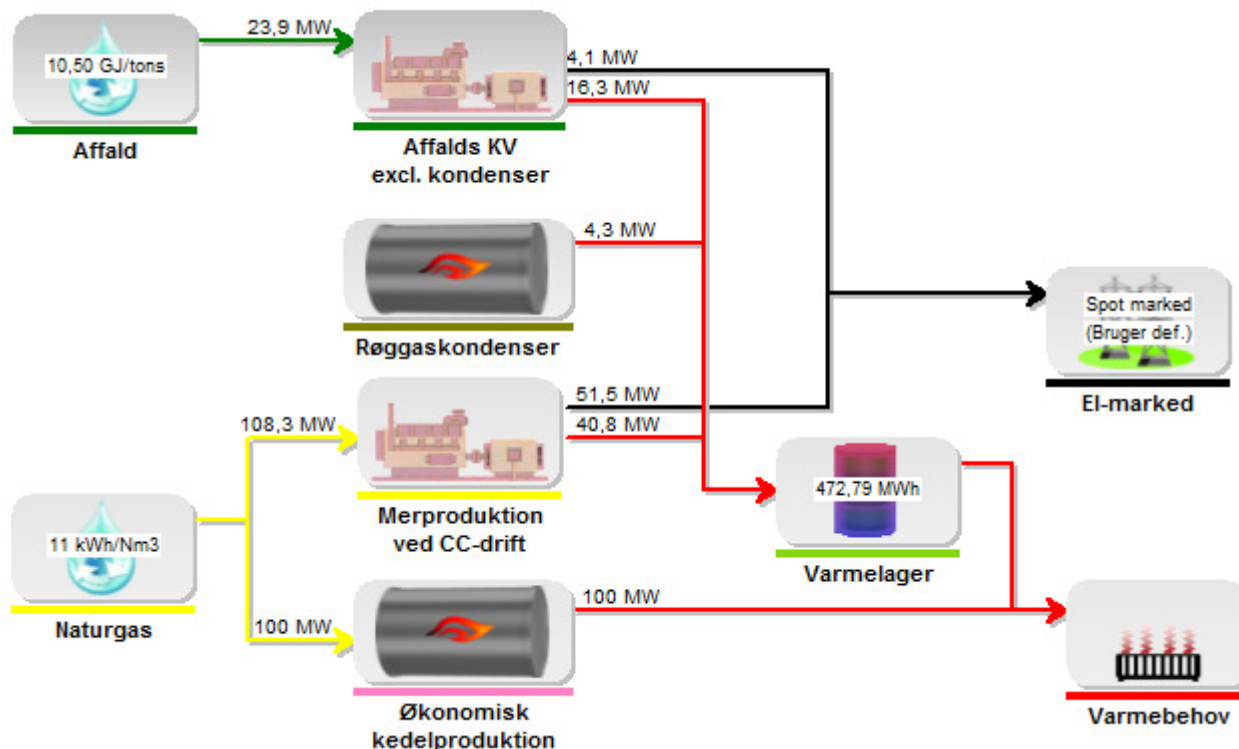 23,9 MW
10,50 GJ/tons
Affald
4,1 MW
16,3 MW
Affalds KV
excl. kondenser
4,3 MW
Røggaskondenser
Spot marked
(Bruger def.)
El-marked
108,3 MW
51,5 MW
40,8 MW
Merproduktion
ved CC-drift
11 kWh/Nm3
Naturgas
472,79 MWh
Varmelager
100 MW
100 MW
Økonomisk
kedelproduktion
Varmebehov